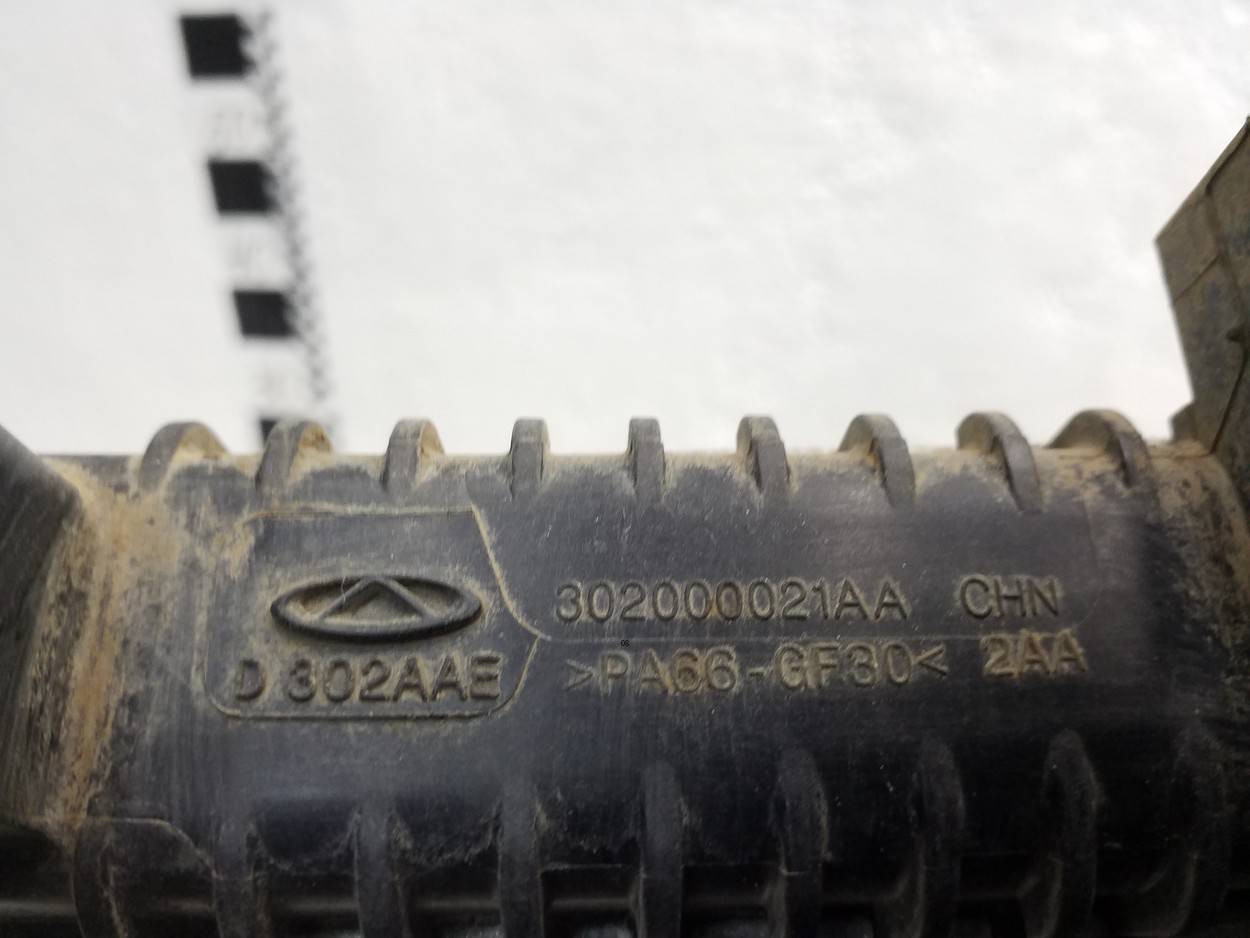 302000021AA CHN
D 302AAE
>PA66-GF30< 2AA